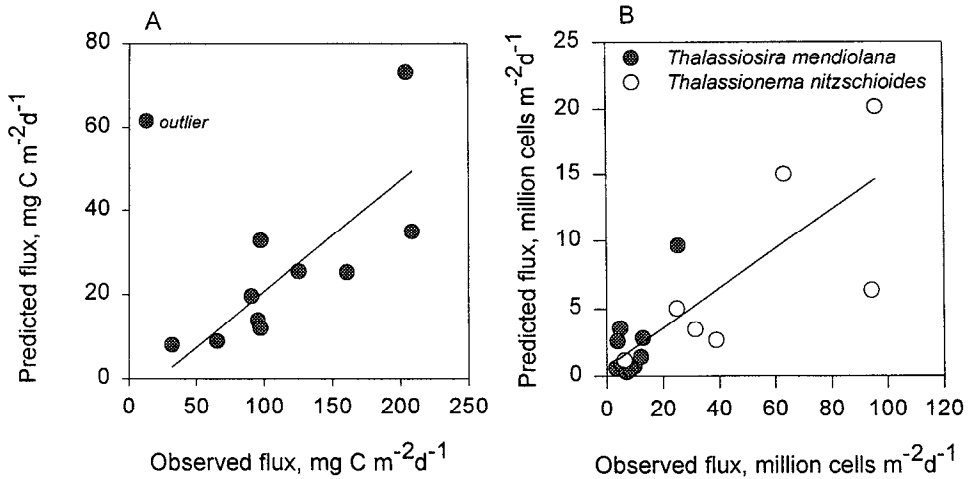 A
80
60
40
20
0
outlier
0 50 100 150 200 250
Predicted flux, mg C m⁻²d⁻¹
Observed flux, mg C m⁻²d⁻¹
B
25
20
15
10
5
0
Thalassiosira mendiolana
Thalassionema nitzschioides
0 20 40 60 80 100 120
Predicted flux, million cells m⁻²d⁻¹
Observed flux, million cells m⁻²d⁻¹